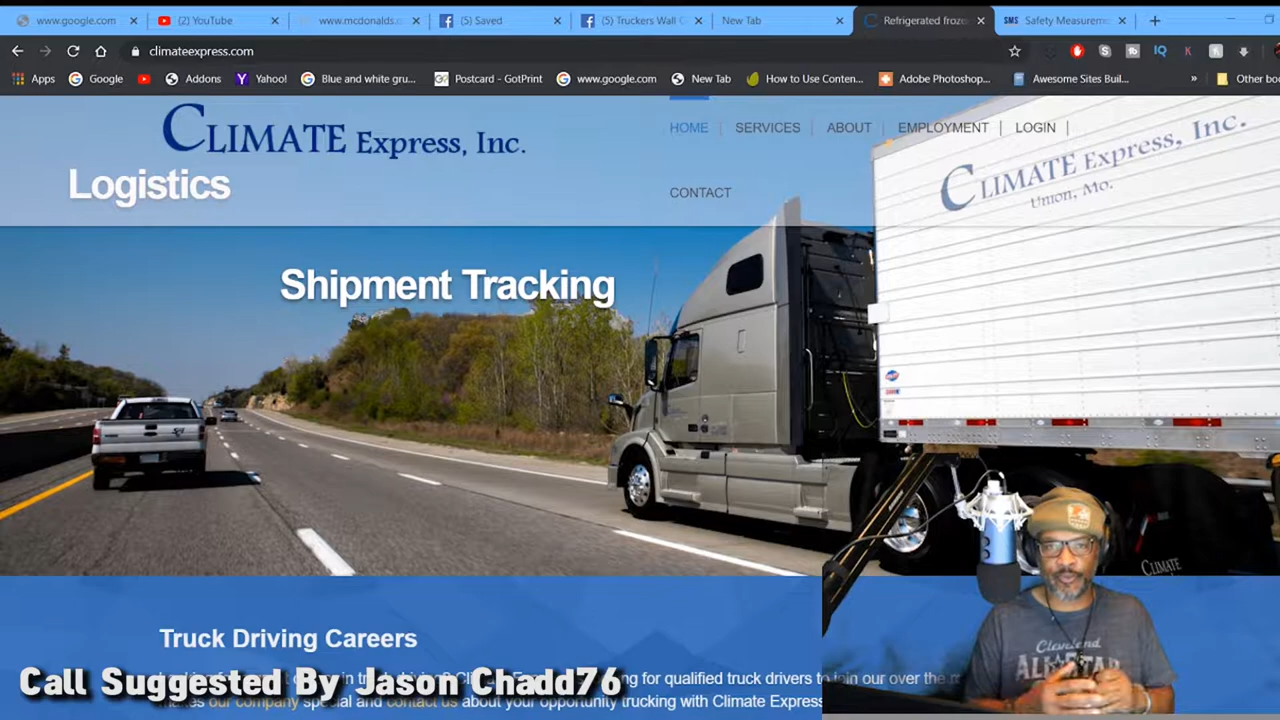 www.google.com
(2) YouTube
www.mcdonalds.c
(5) Saved
(5) Truckers Wall
New Tab
Refrigerated froze
SMS Safety Measureme
climateexpress.com
Apps
Google
Addons
Yahoo!
Blue and white gru...
Postcard - GotPrint
www.google.com
New Tab
How to Use Conten...
Adobe Photoshop...
Awesome Sites Buil...
»
Other boo
CLIMATE Express, Inc.
HOME
SERVICES
ABOUT
EMPLOYMENT
LOGIN
CONTACT
Logistics
CLIMATE Express, Inc.
Union, Mo.
Shipment Tracking
CLIMATE
Cleveland
ALL STAR
Truck Driving Careers
for qualified truck drivers to join our over the
Call Suggested By Jason Chadd76
our company special and contact us about your opportunity trucking with Climate Express